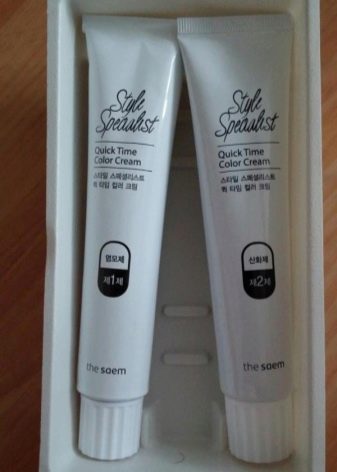 Style
Specialist
Quick Time
Color Cream
스타일 스페셜리스트
퀵 타임 컬러 크림
염모제
제1제
the saem
Style
Specialist
Quick Time
Color Cream
스타일 스페셜리스트
퀵 타임 컬러 크림
산화제
제2제
the saem